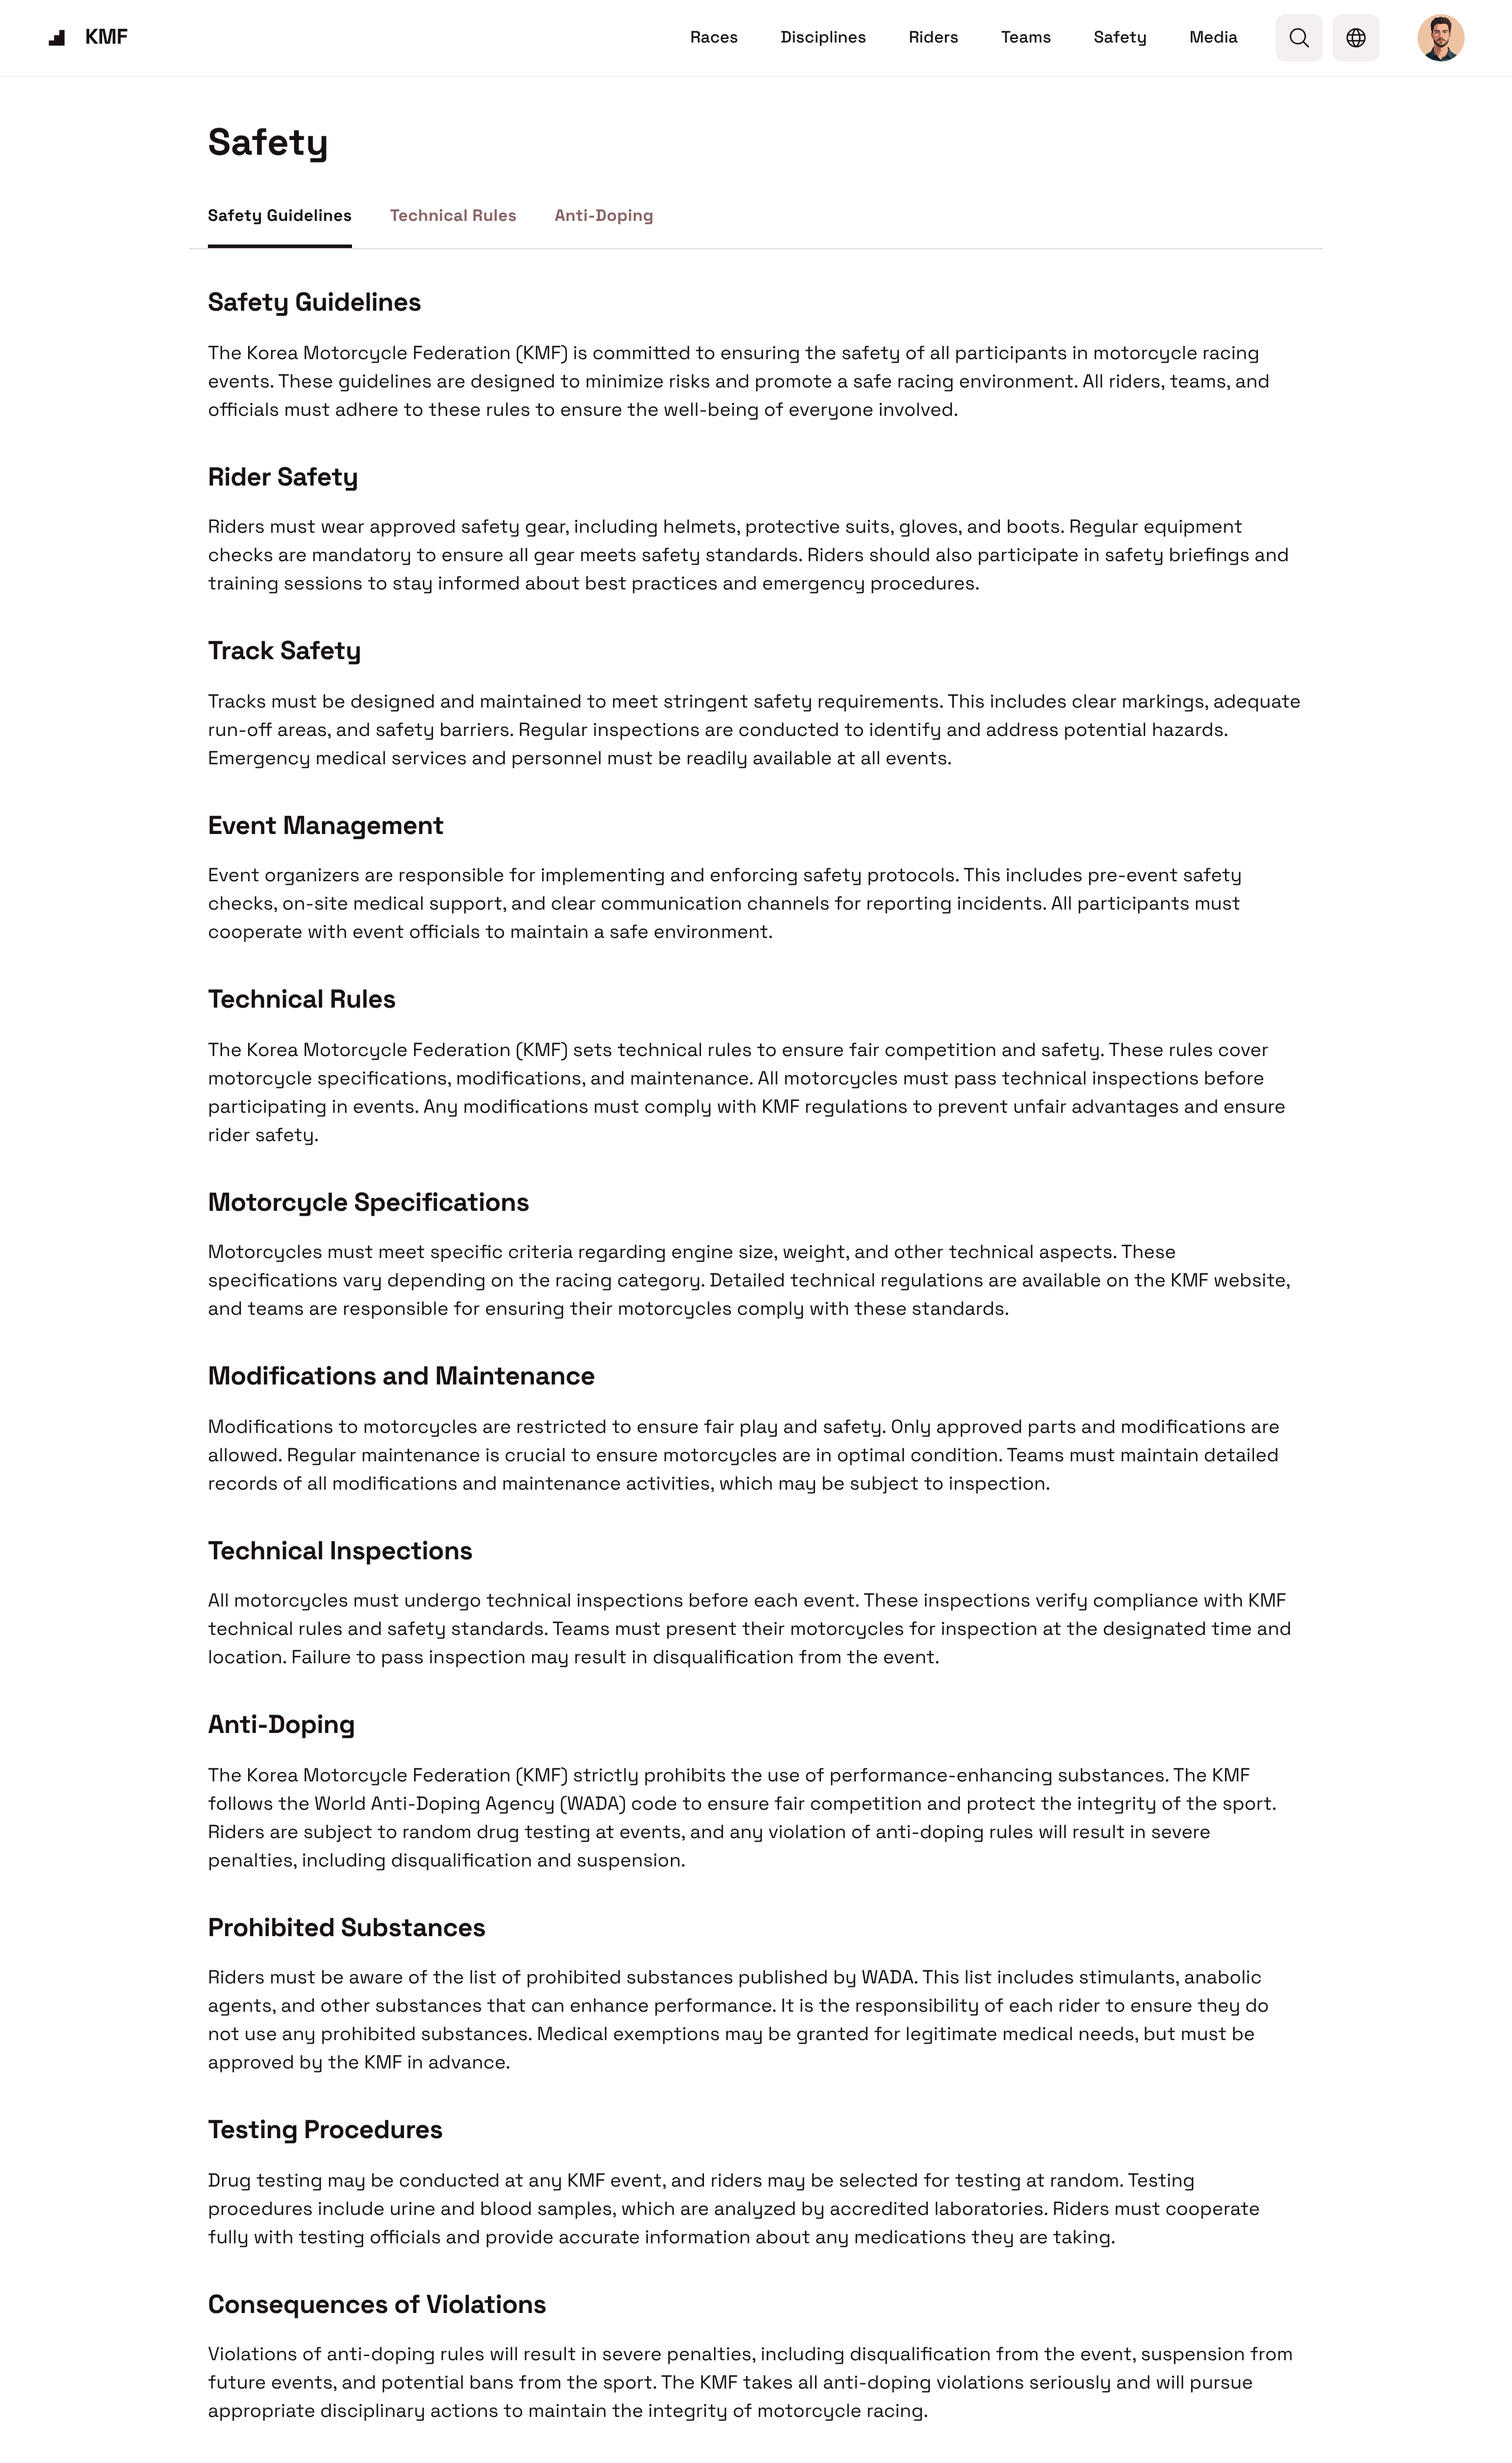 KMF
Races Disciplines Riders Teams Safety Media
Safety
Safety Guidelines Technical Rules Anti-Doping
Safety Guidelines
The Korea Motorcycle Federation (KMF) is committed to ensuring the safety of all participants in motorcycle racing
events. These guidelines are designed to minimize risks and promote a safe racing environment. All riders, teams, and
officials must adhere to these rules to ensure the well-being of everyone involved.
Rider Safety
Riders must wear approved safety gear, including helmets, protective suits, gloves, and boots. Regular equipment
checks are mandatory to ensure all gear meets safety standards. Riders should also participate in safety briefings and
training sessions to stay informed about best practices and emergency procedures.
Track Safety
Tracks must be designed and maintained to meet stringent safety requirements. This includes clear markings, adequate
run-off areas, and safety barriers. Regular inspections are conducted to identify and address potential hazards.
Emergency medical services and personnel must be readily available at all events.
Event Management
Event organizers are responsible for implementing and enforcing safety protocols. This includes pre-event safety
checks, on-site medical support, and clear communication channels for reporting incidents. All participants must
cooperate with event officials to maintain a safe environment.
Technical Rules
The Korea Motorcycle Federation (KMF) sets technical rules to ensure fair competition and safety. These rules cover
motorcycle specifications, modifications, and maintenance. All motorcycles must pass technical inspections before
participating in events. Any modifications must comply with KMF regulations to prevent unfair advantages and ensure
rider safety.
Motorcycle Specifications
Motorcycles must meet specific criteria regarding engine size, weight, and other technical aspects. These
specifications vary depending on the racing category. Detailed technical regulations are available on the KMF website,
and teams are responsible for ensuring their motorcycles comply with these standards.
Modifications and Maintenance
Modifications to motorcycles are restricted to ensure fair play and safety. Only approved parts and modifications are
allowed. Regular maintenance is crucial to ensure motorcycles are in optimal condition. Teams must maintain detailed
records of all modifications and maintenance activities, which may be subject to inspection.
Technical Inspections
All motorcycles must undergo technical inspections before each event. These inspections verify compliance with KMF
technical rules and safety standards. Teams must present their motorcycles for inspection at the designated time and
location. Failure to pass inspection may result in disqualification from the event.
Anti-Doping
The Korea Motorcycle Federation (KMF) strictly prohibits the use of performance-enhancing substances. The KMF
follows the World Anti-Doping Agency (WADA) code to ensure fair competition and protect the integrity of the sport.
Riders are subject to random drug testing at events, and any violation of anti-doping rules will result in severe
penalties, including disqualification and suspension.
Prohibited Substances
Riders must be aware of the list of prohibited substances published by WADA. This list includes stimulants, anabolic
agents, and other substances that can enhance performance. It is the responsibility of each rider to ensure they do
not use any prohibited substances. Medical exemptions may be granted for legitimate medical needs, but must be
approved by the KMF in advance.
Testing Procedures
Drug testing may be conducted at any KMF event, and riders may be selected for testing at random. Testing
procedures include urine and blood samples, which are analyzed by accredited laboratories. Riders must cooperate
fully with testing officials and provide accurate information about any medications they are taking.
Consequences of Violations
Violations of anti-doping rules will result in severe penalties, including disqualification from the event, suspension from
future events, and potential bans from the sport. The KMF takes all anti-doping violations seriously and will pursue
appropriate disciplinary actions to maintain the integrity of motorcycle racing.